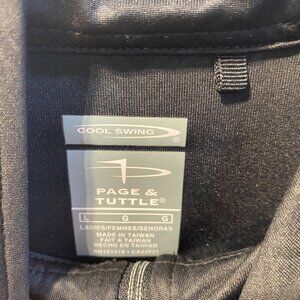 COOL SWING
®
PAGE &
TUTTLE®
L G G
LADIES/FEMMES/SENORAS
MADE IN TAIWAN
FAIT A TAIWAN
HECHO EN TAIWAN